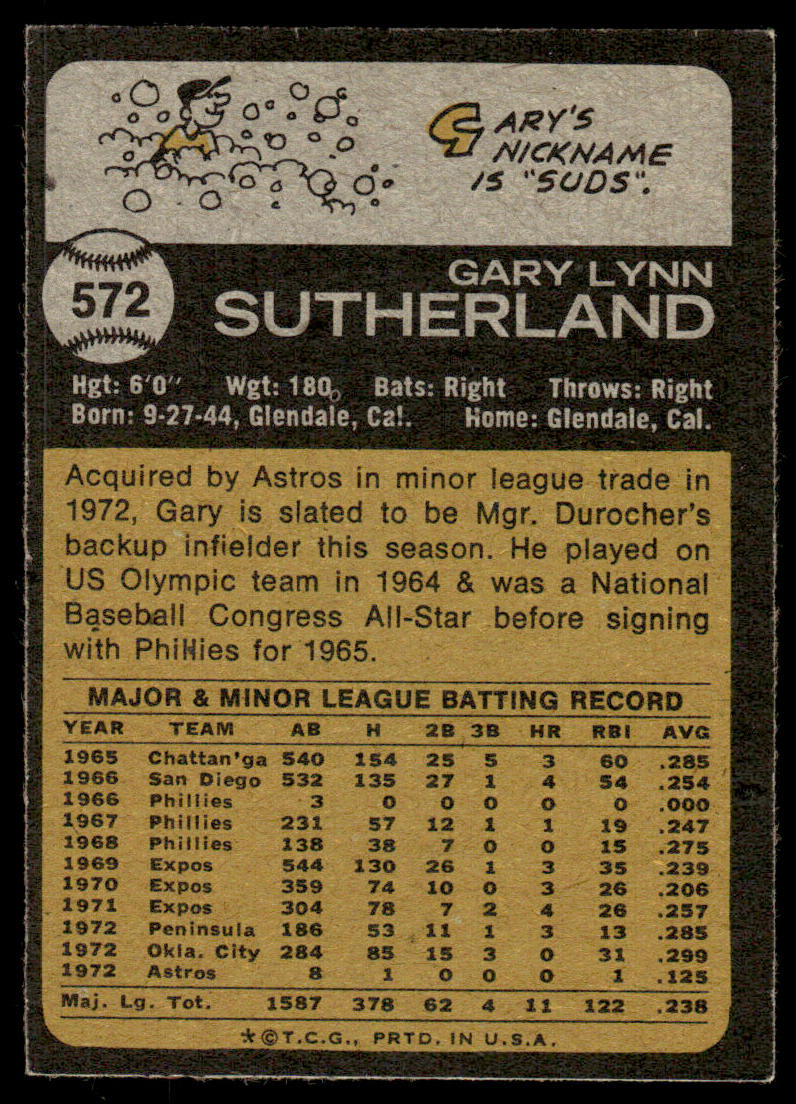 GARY'S
NICKNAME
IS "SUDS".
572
GARY LYNN
SUTHERLAND
Hgt: 6'0" Wgt: 180 Bats: Right Throws: Right
Born: 9-27-44, Glendale, Cal. Home: Glendale, Cal.
Acquired by Astros in minor league trade in
1972, Gary is slated to be Mgr. Durocher's
backup infielder this season. He played on
US Olympic team in 1964 & was a National
Baseball Congress All-Star before signing
with Phillies for 1965.
MAJOR & MINOR LEAGUE BATTING RECORD
YEAR TEAM AB H 2B 3B HR RBI AVG
1965 Chattan'ga 540 154 25 5 3 60 .285
1966 San Diego 532 135 27 1 4 54 .254
1966 Phillies 3 0 0 0 0 0 .000
1967 Phillies 231 57 12 1 1 19 .247
1968 Phillies 138 38 7 0 0 15 .275
1969 Expos 544 130 26 1 3 35 .239
1970 Expos 359 74 10 0 3 26 .206
1971 Expos 304 78 7 2 4 26 .257
1972 Peninsula 186 53 11 1 3 13 .285
1972 Okla. City 284 85 15 3 0 31 .299
1972 Astros 8 1 0 0 0 1 .125
Maj. Lg. Tot. 1587 378 62 4 11 122 .238
*©T.C.G., PRTD. IN U.S.A.